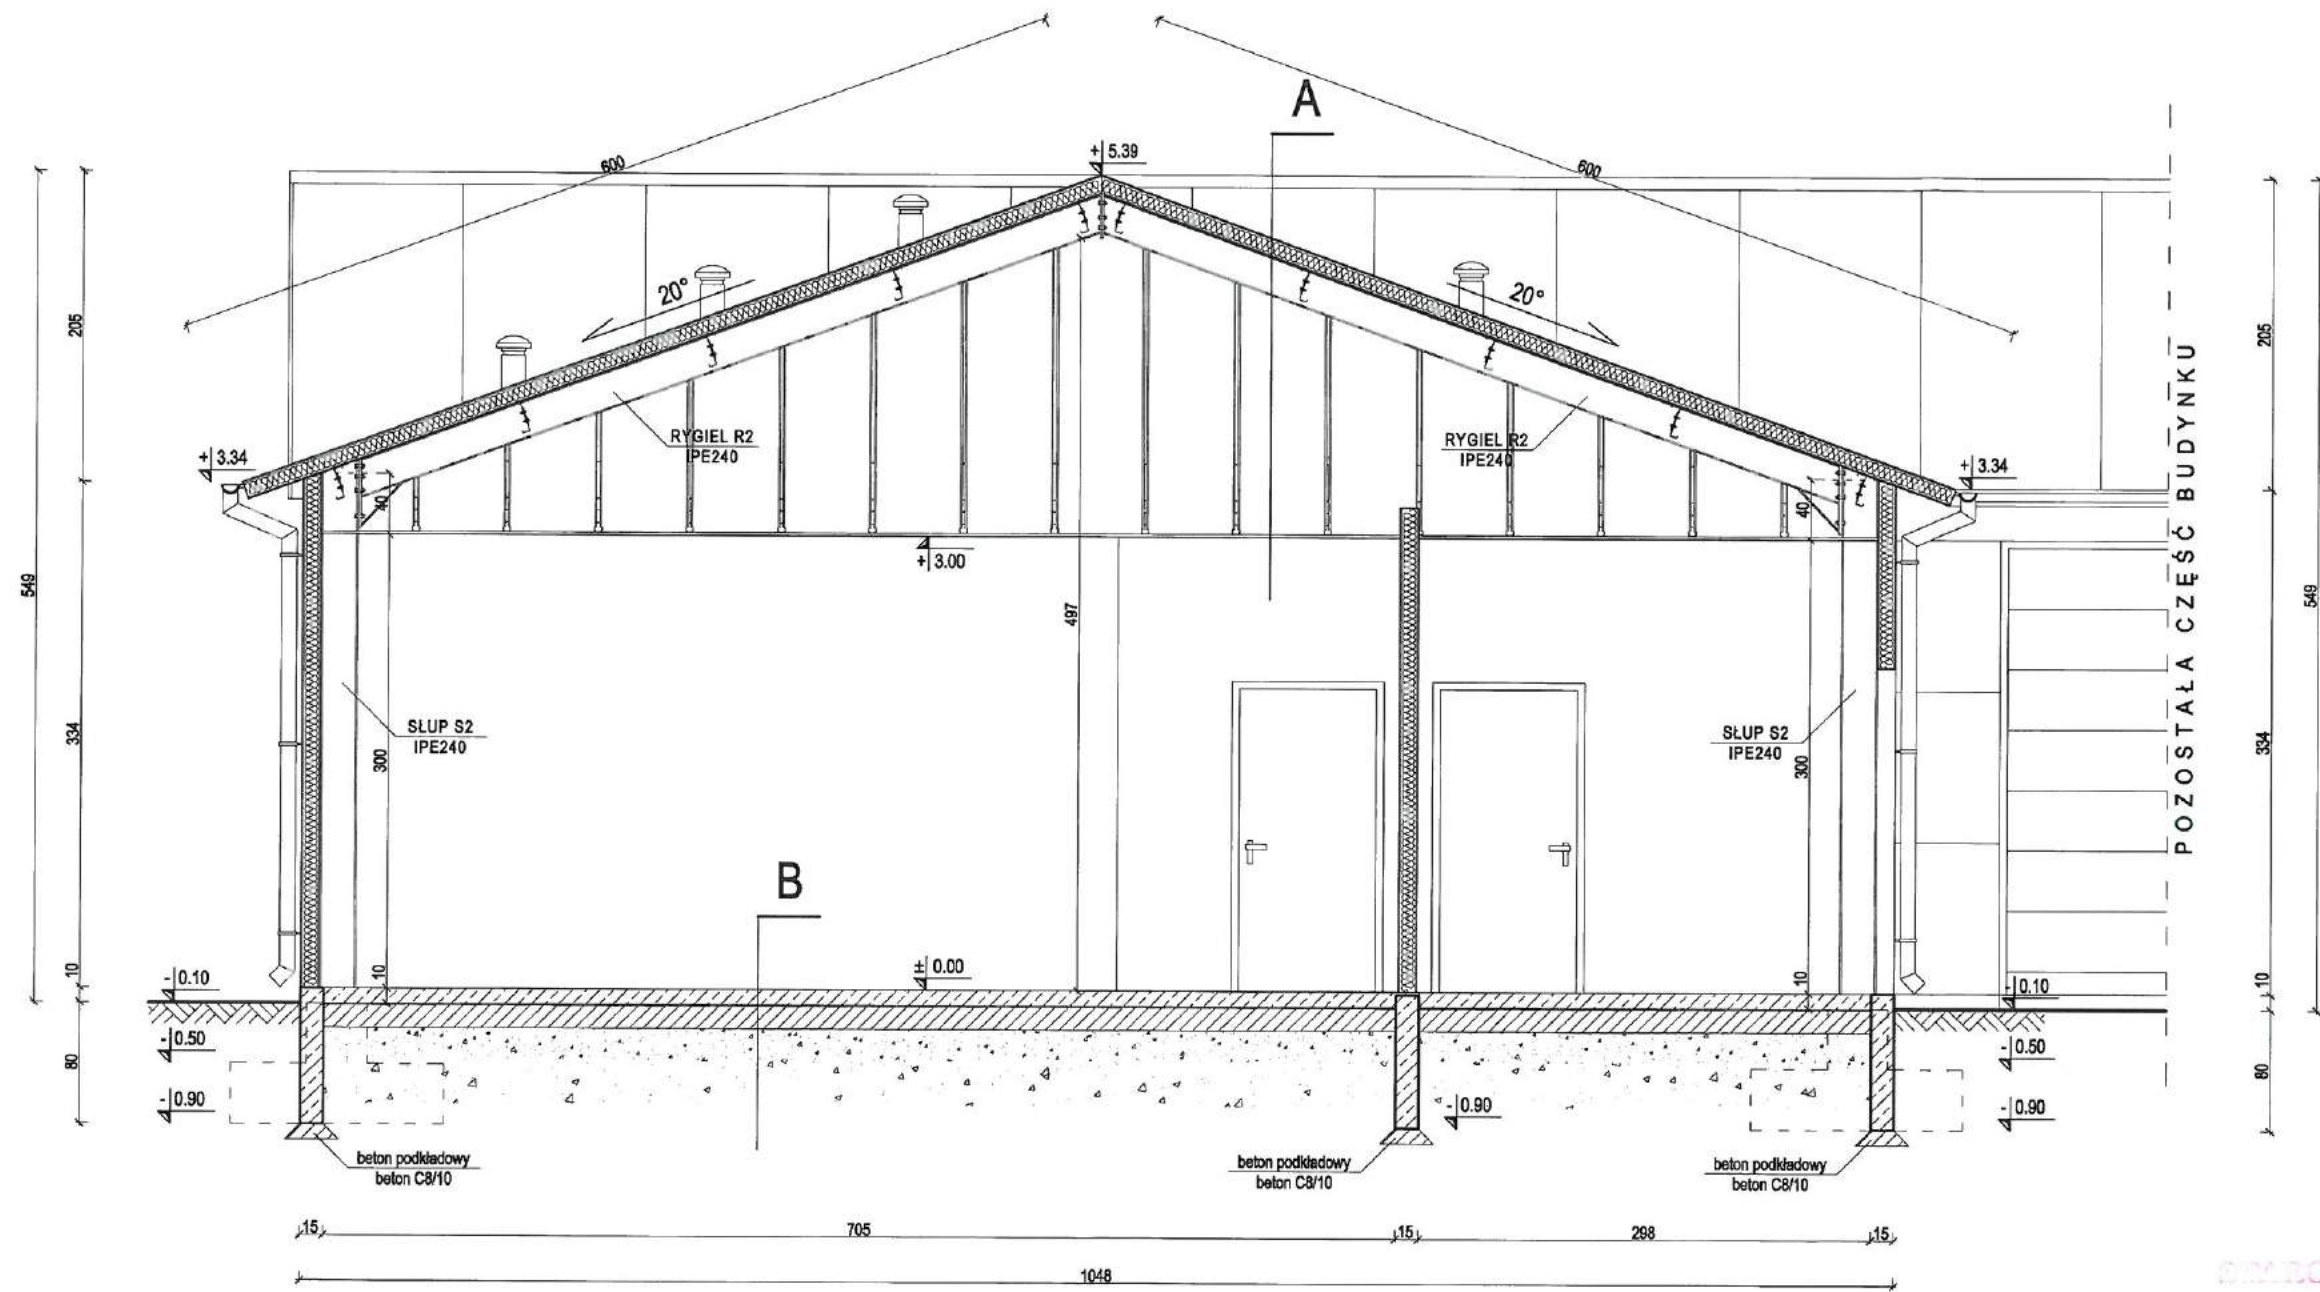 A
600
600
+ 5.39
20°
20°
205
205
RYGIEL R2
IPE240
RYGIEL R2
IPE240
+ 3.34
+ 3.34
40
40
+ 3.00
549
549
497
POZOSTAŁA CZĘŚĆ BUDYNKU
SŁUP S2
IPE240
SŁUP S2
IPE240
334
334
300
300
B
± 0.00
10
10
10
10
- 0.10
- 0.10
- 0.50
- 0.50
80
80
- 0.90
- 0.90
- 0.90
beton podkładowy
beton C8/10
beton podkładowy
beton C8/10
beton podkładowy
beton C8/10
15
705
15
298
15
1048